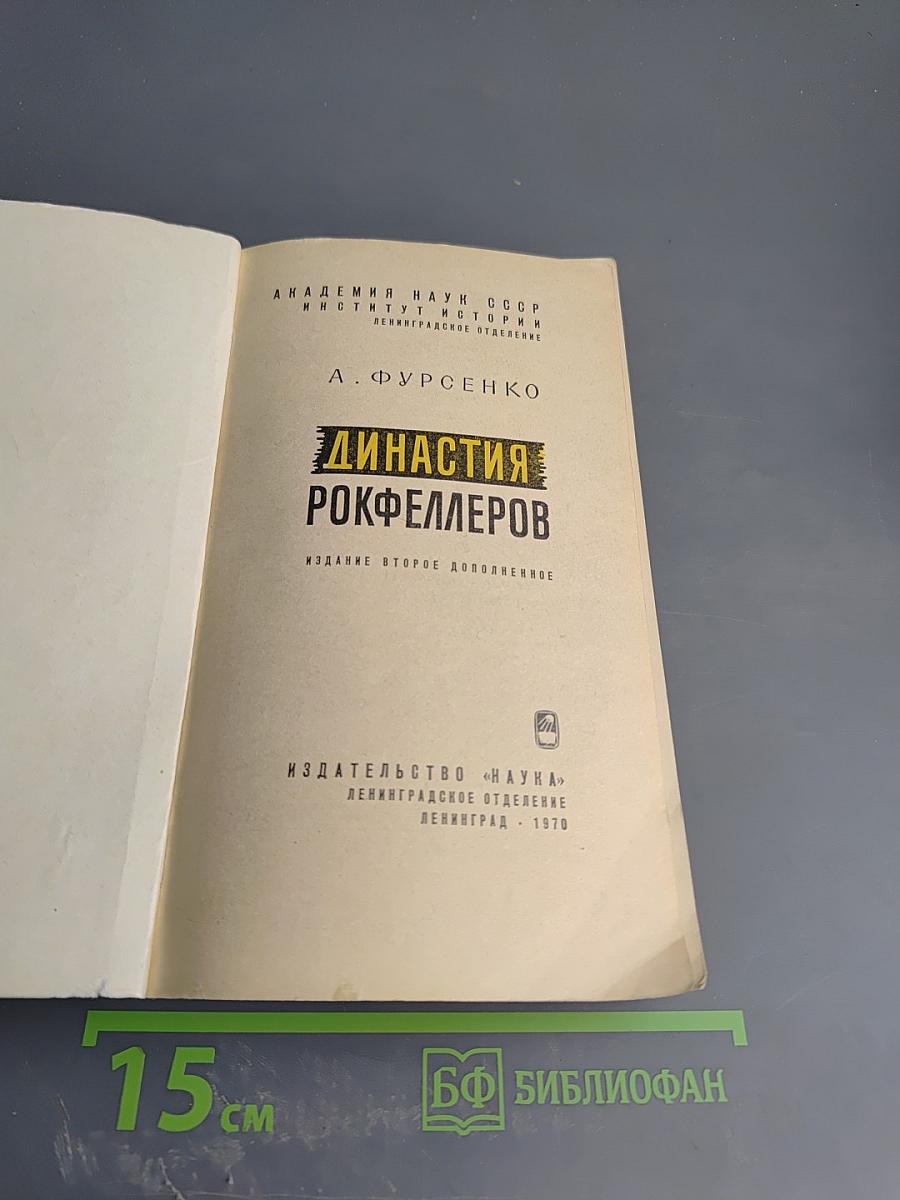 АКАДЕМИЯ НАУК СССР
ИНСТИТУТ ИСТОРИИ
ЛЕНИНГРАДСКОЕ ОТДЕЛЕНИЕ
А. ФУРСЕНКО
ДИНАСТИЯ
РОКФЕЛЛЕРОВ
ИЗДАНИЕ ВТОРОЕ ДОПОЛНЕННОЕ
ИЗДАТЕЛЬСТВО «НАУКА»
ЛЕНИНГРАДСКОЕ ОТДЕЛЕНИЕ
ЛЕНИНГРАД · 1970
15 СМ
БФ БИБЛИОФАН